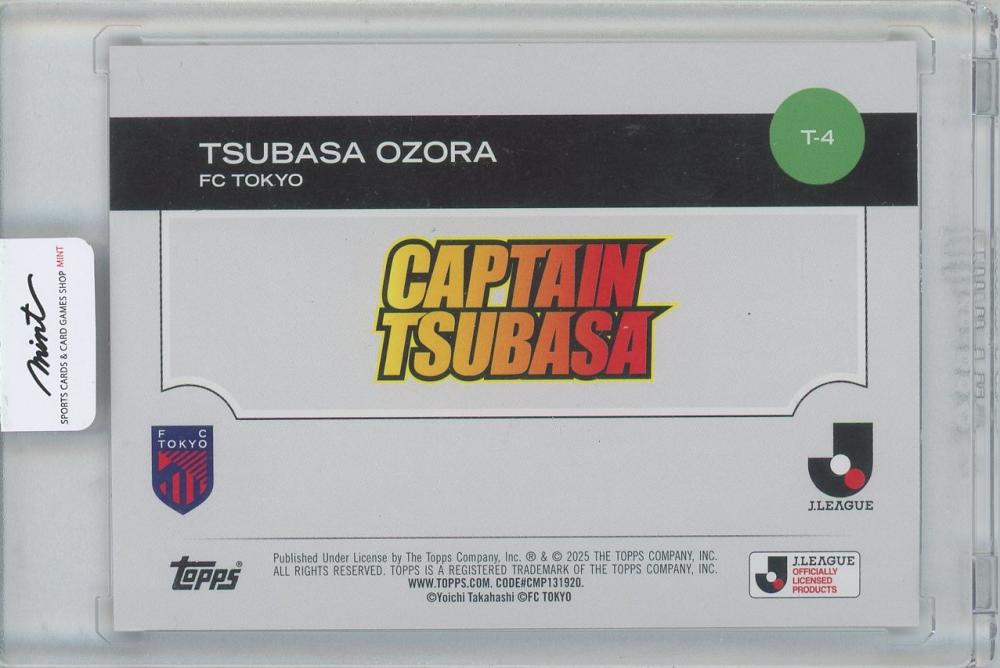 TSUBASA OZORA
FC TOKYO
T-4
CAPTAIN
TSUBASA
mint
SPORTS CARDS & CARD GAMES SHOP MINT
F C
TOKYO
J.LEAGUE
topps®
Published Under License by The Topps Company, Inc. ® & © 2025 THE TOPPS COMPANY, INC.
ALL RIGHTS RESERVED. TOPPS IS A REGISTERED TRADEMARK OF THE TOPPS COMPANY, INC.
WWW.TOPPS.COM. CODE#CMP131920.
©Yoichi Takahashi ©FC TOKYO
J.LEAGUE
OFFICIALLY
LICENSED
PRODUCTS